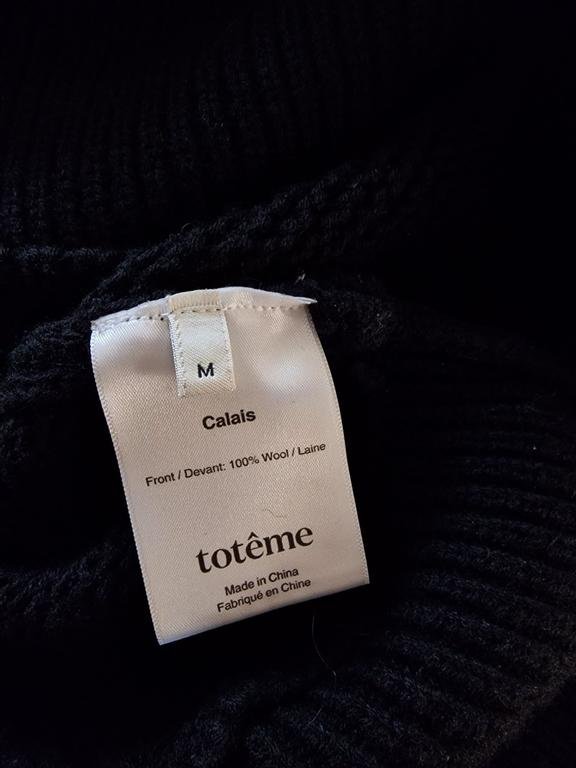 M
Calais
Front / Devant: 100% Wool / Laine
totême
Made in China
Fabriqué en Chine